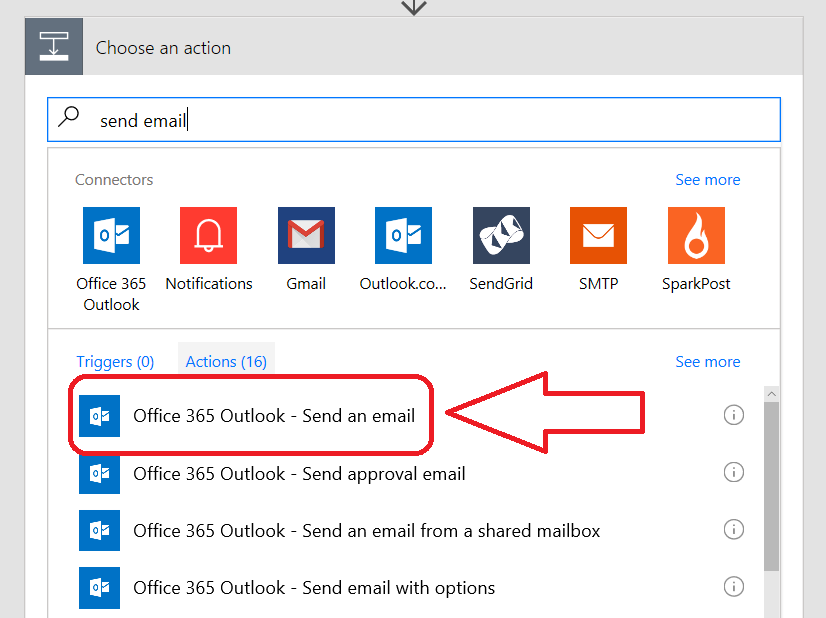 Choose an action
send email
Connectors
See more
Office 365 Outlook
Notifications
Gmail
Outlook.co...
SendGrid
SMTP
SparkPost
Triggers (0)
Actions (16)
See more
Office 365 Outlook - Send an email
Office 365 Outlook - Send approval email
Office 365 Outlook - Send an email from a shared mailbox
Office 365 Outlook - Send email with options